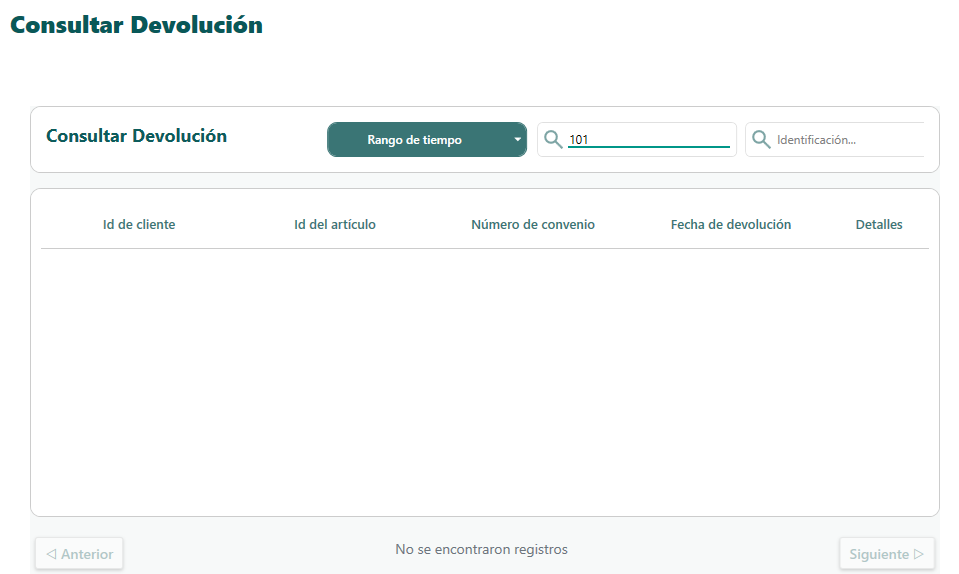 Consultar Devolución
Consultar Devolución
Rango de tiempo
101
Identificación...
Id de cliente
Id del artículo
Número de convenio
Fecha de devolución
Detalles
Anterior
No se encontraron registros
Siguiente